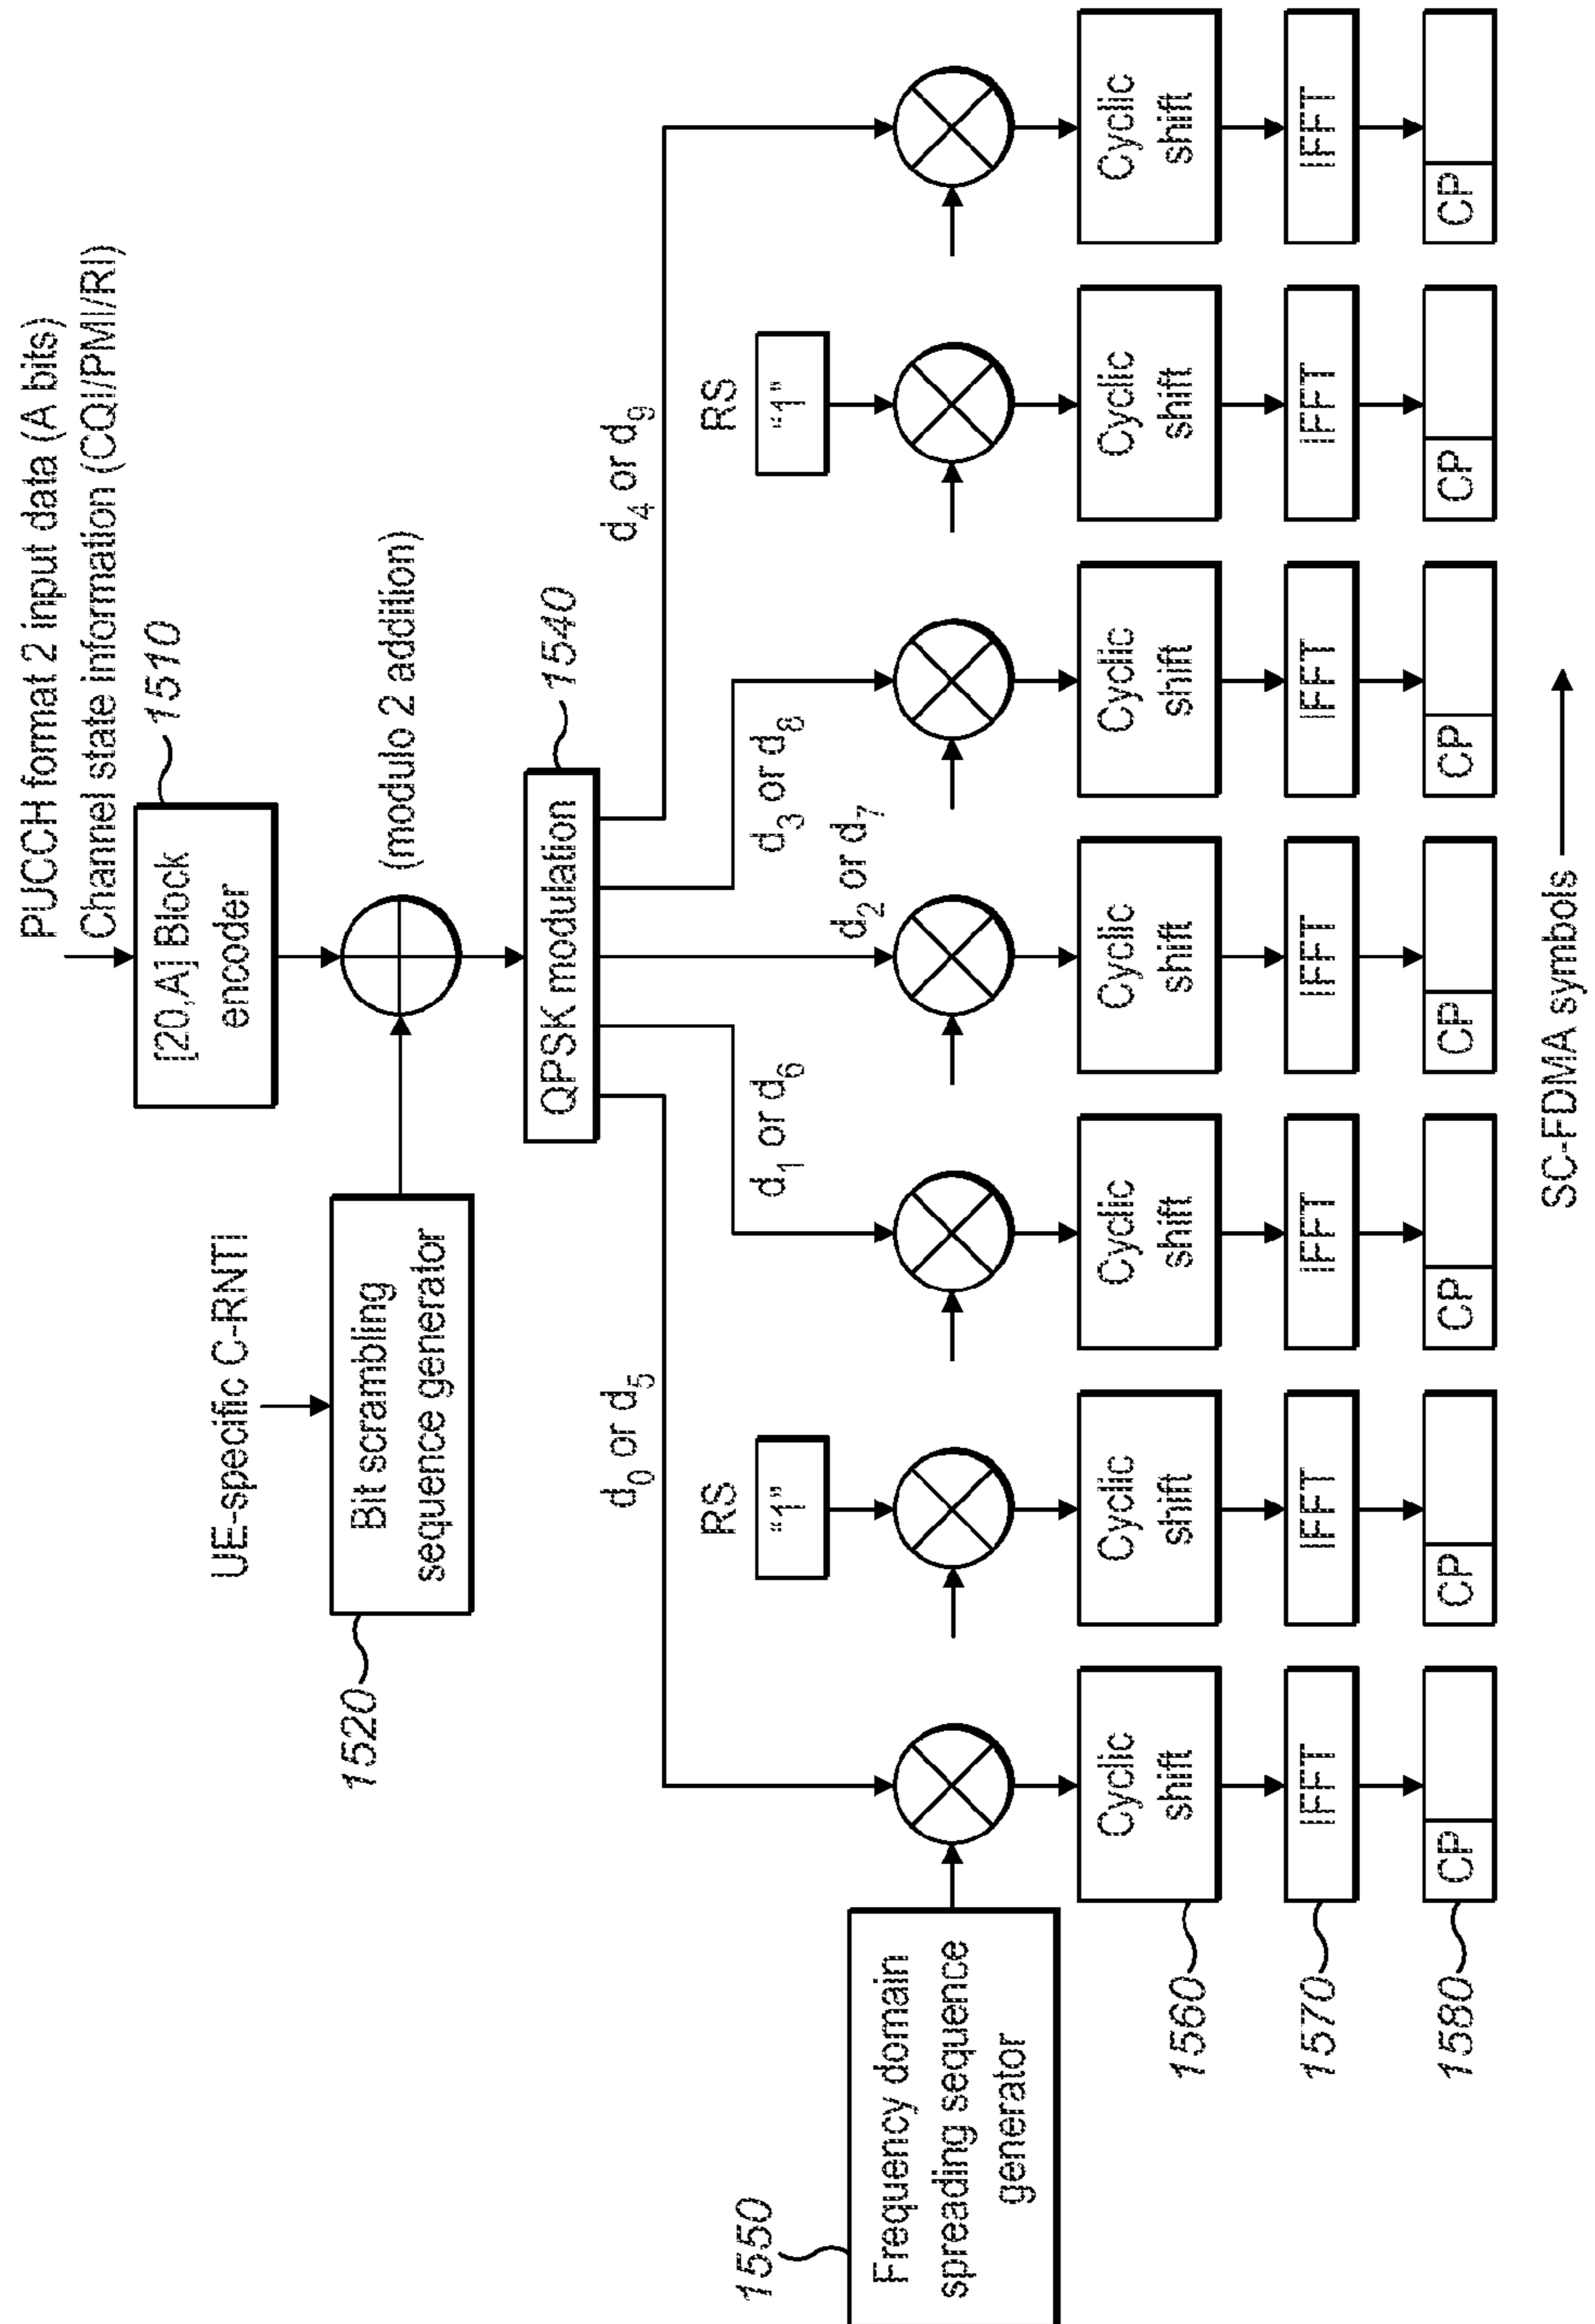 PUCCH format 2 input data (A bits)
Channel state information (CQI/PMI/RI)
[20,A] Block
encoder
1510
UE-specific C-RNTI
Bit scrambling
sequence generator
1520
(modulo 2 addition)
QPSK modulation
1540
d0 or d5
d1 or d6
d2 or d7
d3 or d8
d4 or d9
RS
"1"
RS
"1"
1550
Frequency domain
spreading sequence
generator
Cyclic
shift
Cyclic
shift
Cyclic
shift
Cyclic
shift
Cyclic
shift
Cyclic
shift
Cyclic
shift
1560
IFFT
IFFT
IFFT
IFFT
IFFT
IFFT
IFFT
1570
CP
CP
CP
CP
CP
CP
CP
1580
SC-FDMA symbols